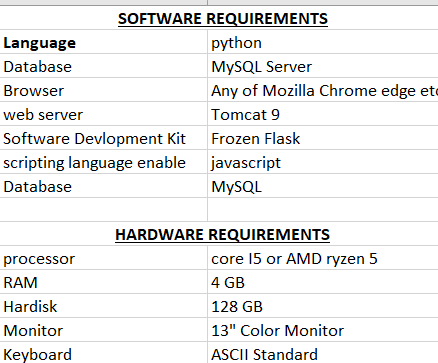 SOFTWARE REQUIREMENTS
Language python
Database MySQL Server
Browser Any of Mozilla Chrome edge etc
web server Tomcat 9
Software Devlopment Kit Frozen Flask
scripting language enable javascript
Database MySQL
HARDWARE REQUIREMENTS
processor core I5 or AMD ryzen 5
RAM 4 GB
Hardisk 128 GB
Monitor 13" Color Monitor
Keyboard ASCII Standard